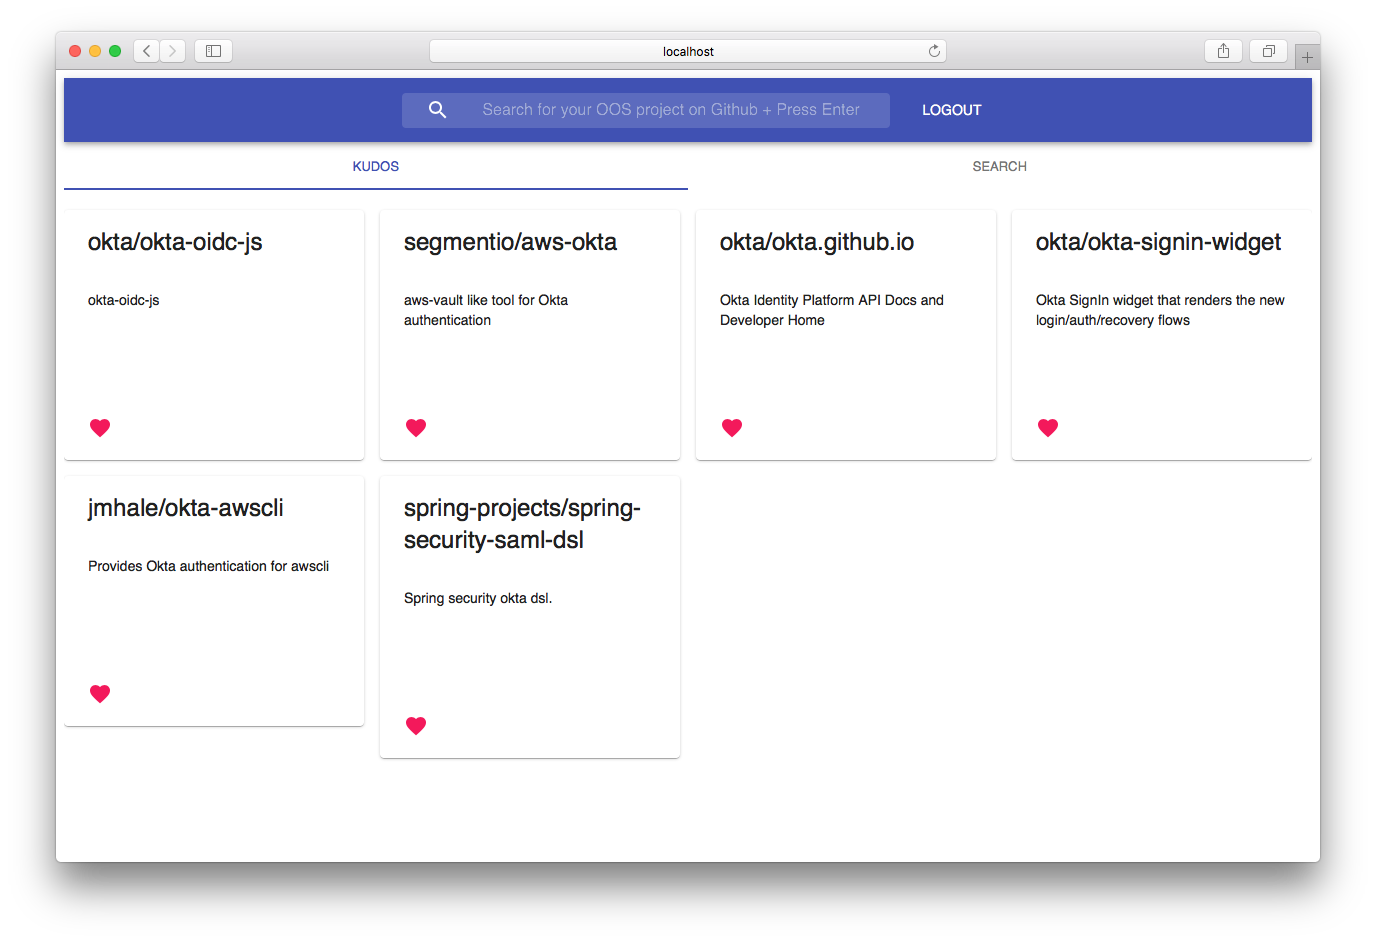 localhost
Search for your OOS project on Github + Press Enter
LOGOUT
KUDOS
SEARCH
okta/okta-oidc-js
okta-oidc-js
segmentio/aws-okta
aws-vault like tool for Okta
authentication
okta/okta.github.io
Okta Identity Platform API Docs and
Developer Home
okta/okta-signin-widget
Okta SignIn widget that renders the new
login/auth/recovery flows
jmhale/okta-awscli
Provides Okta authentication for awscli
spring-projects/spring-
security-saml-dsl
Spring security okta dsl.